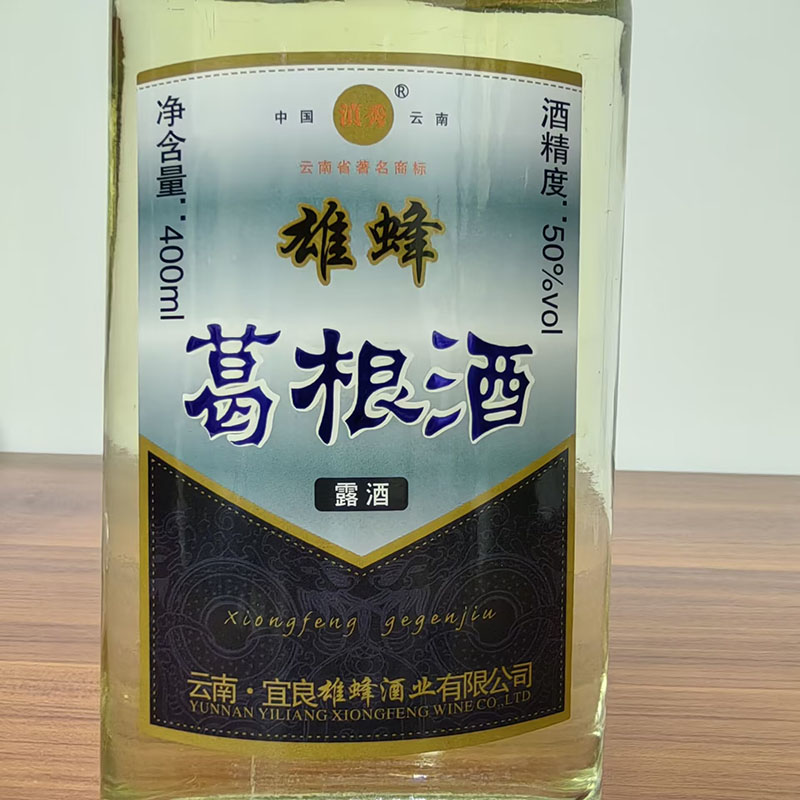 中国 滇秀® 云南
云南省著名商标
净含量：400ml
酒精度：50%vol
雄蜂
葛根酒
露酒
xiongfeng gegenjiu
云南·宜良雄蜂酒业有限公司
YUNNAN YILIANG XIONGFENG WINE CO.,LTD